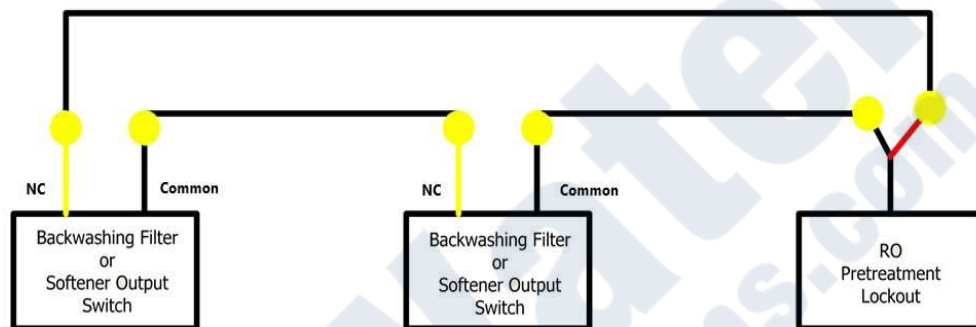 NC
Common
NC
Common
Backwashing Filter
or
Softener Output
Switch
Backwashing Filter
or
Softener Output
Switch
RO
Pretreatment
Lockout